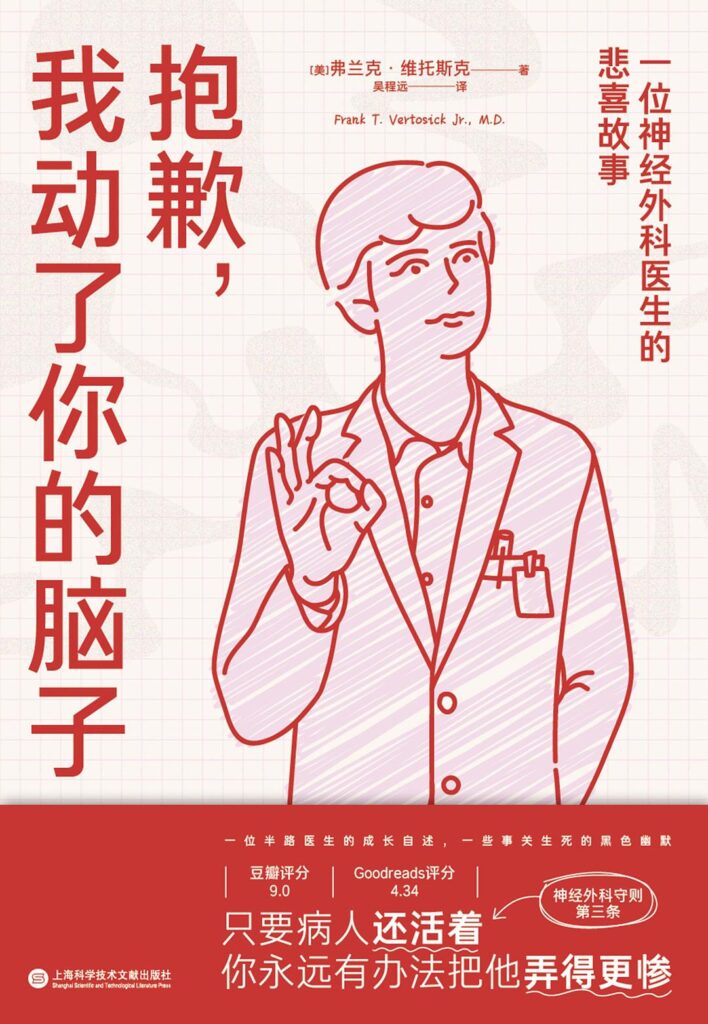 抱歉，
我动了你的脑子
[美]弗兰克·维托斯克——著
吴程远——译
Frank T. Vertosick Jr., M.D.
一位神经外科医生的
悲喜故事
一位半路医生的成长自述，一些事关生死的黑色幽默
豆瓣评分
9.0
Goodreads评分
4.34
神经外科守则
第三条
只要病人还活着
你永远有办法把他弄得更惨
上海科学技术文献出版社
Shanghai Scientific and Technological Literature Press